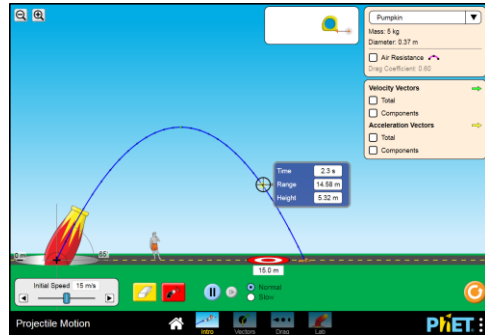 Pumpkin
Mass: 5 kg
Diameter: 0.37 m
Air Resistance
Drag Coefficient: 0.60
Velocity Vectors
Total
Components
Acceleration Vectors
Total
Components
Time 2.3 s
Range 14.58 m
Height 5.32 m
0 m
65°
15.0 m
Initial Speed 15 m/s
Normal
Slow
Projectile Motion
Intro
Vectors
Drag
Lab
PhET